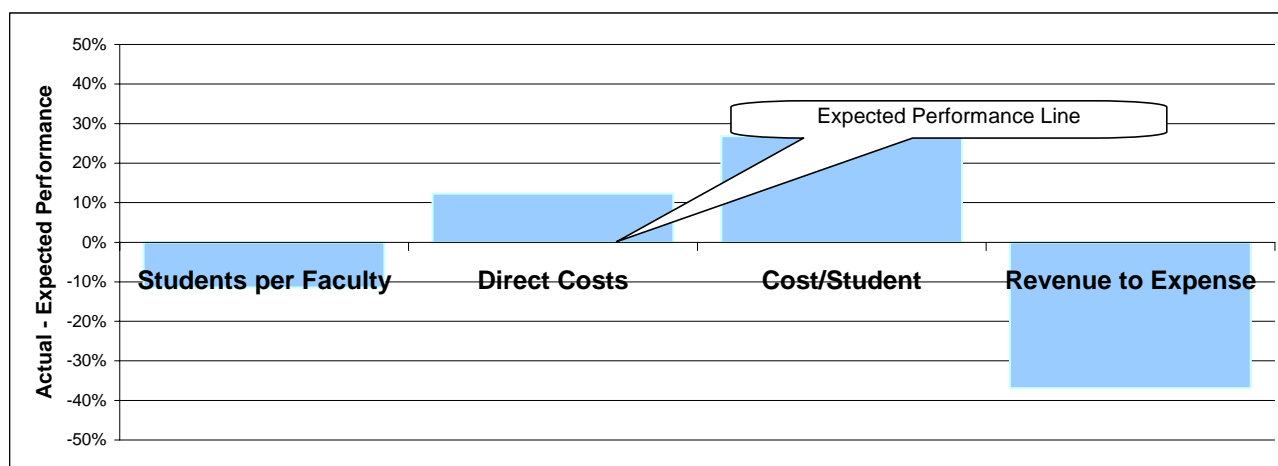 50%
40%
30%
20%
10%
0%
-10%
-20%
-30%
-40%
-50%
Actual - Expected Performance
Expected Performance Line
Students per Faculty
Direct Costs
Cost/Student
Revenue to Expense